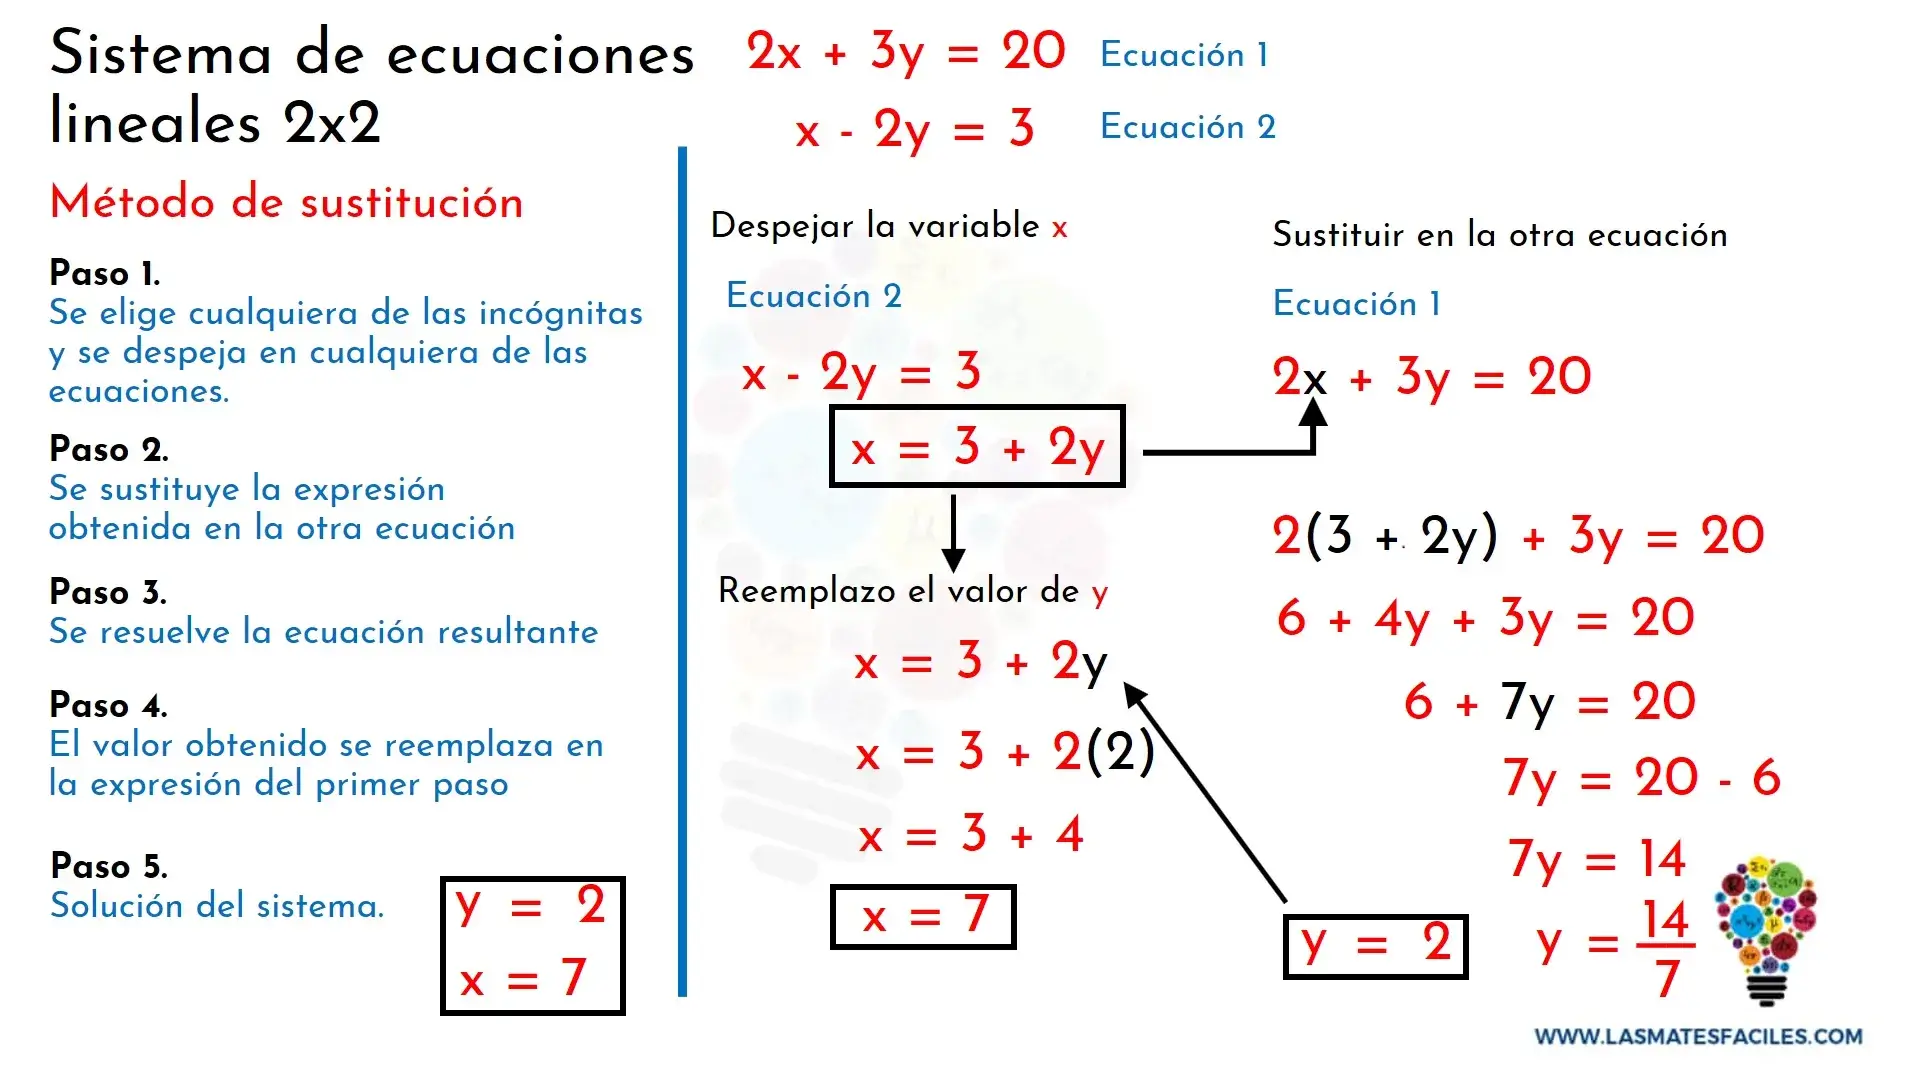 Sistema de ecuaciones
lineales 2x2
Método de sustitución
Paso 1.
Se elige cualquiera de las incógnitas
y se despeja en cualquiera de las
ecuaciones.
Paso 2.
Se sustituye la expresión
obtenida en la otra ecuación
Paso 3.
Se resuelve la ecuación resultante
Paso 4.
El valor obtenido se reemplaza en
la expresión del primer paso
Paso 5.
Solución del sistema.
y = 2
x = 7
2x + 3y = 20 Ecuación 1
x - 2y = 3 Ecuación 2
Despejar la variable x
Ecuación 2
x - 2y = 3
x = 3 + 2y
Reemplazo el valor de y
x = 3 + 2y
x = 3 + 2(2)
x = 3 + 4
x = 7
Sustituir en la otra ecuación
Ecuación 1
2x + 3y = 20
2(3 + 2y) + 3y = 20
6 + 4y + 3y = 20
6 + 7y = 20
7y = 20 - 6
7y = 14
y = 14/7
y = 2
WWW.LASMATESFACILES.COM